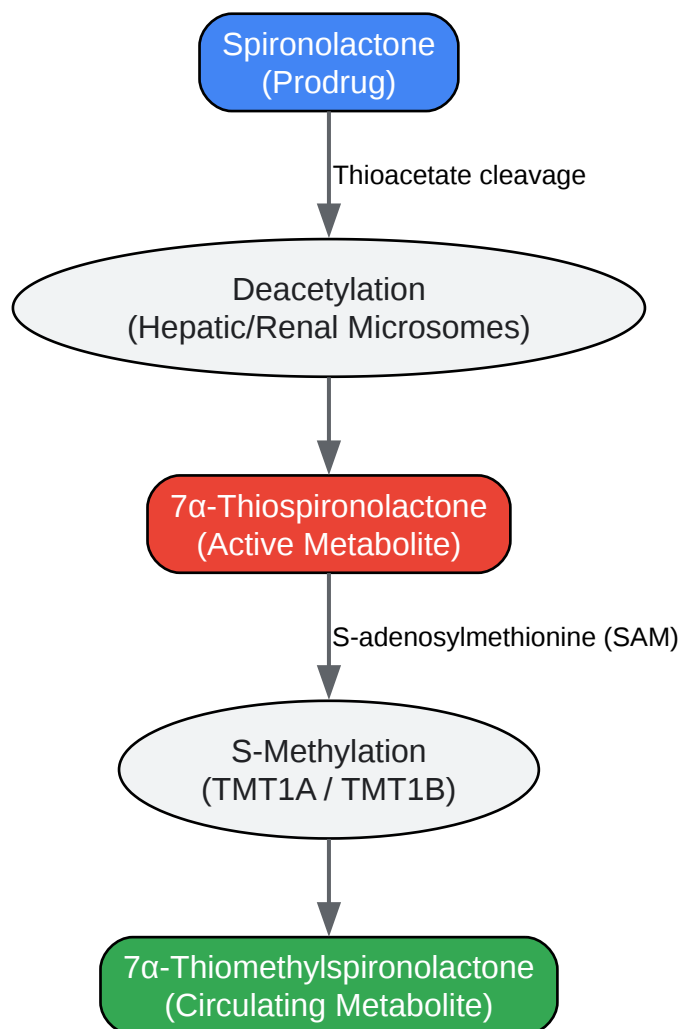 Spironolactone
(Prodrug)
Thioacetate cleavage
Deacetylation
(Hepatic/Renal Microsomes)
7α-Thiospironolactone
(Active Metabolite)
S-adenosylmethionine (SAM)
S-Methylation
(TMT1A / TMT1B)
7α-Thiomethylspironolactone
(Circulating Metabolite)